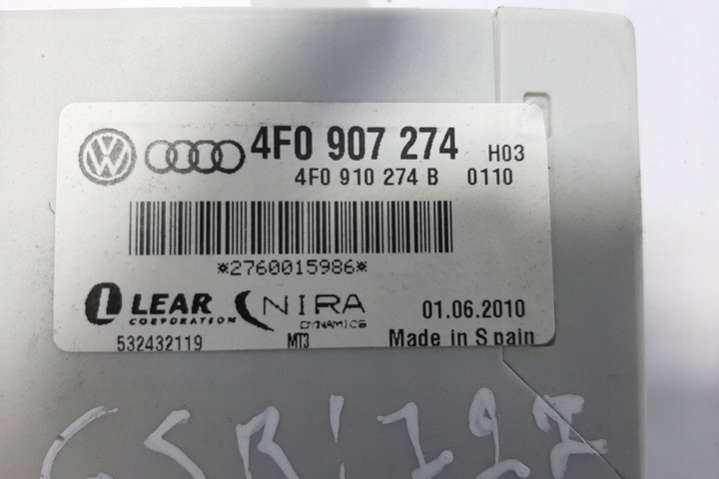 4F0 907 274 H03
4F0 910 274 B 0110
*2760015986*
LEAR NIRA 01.06.2010
CORPORATION DYNAMICS
532432119 MT3 Made in Spain